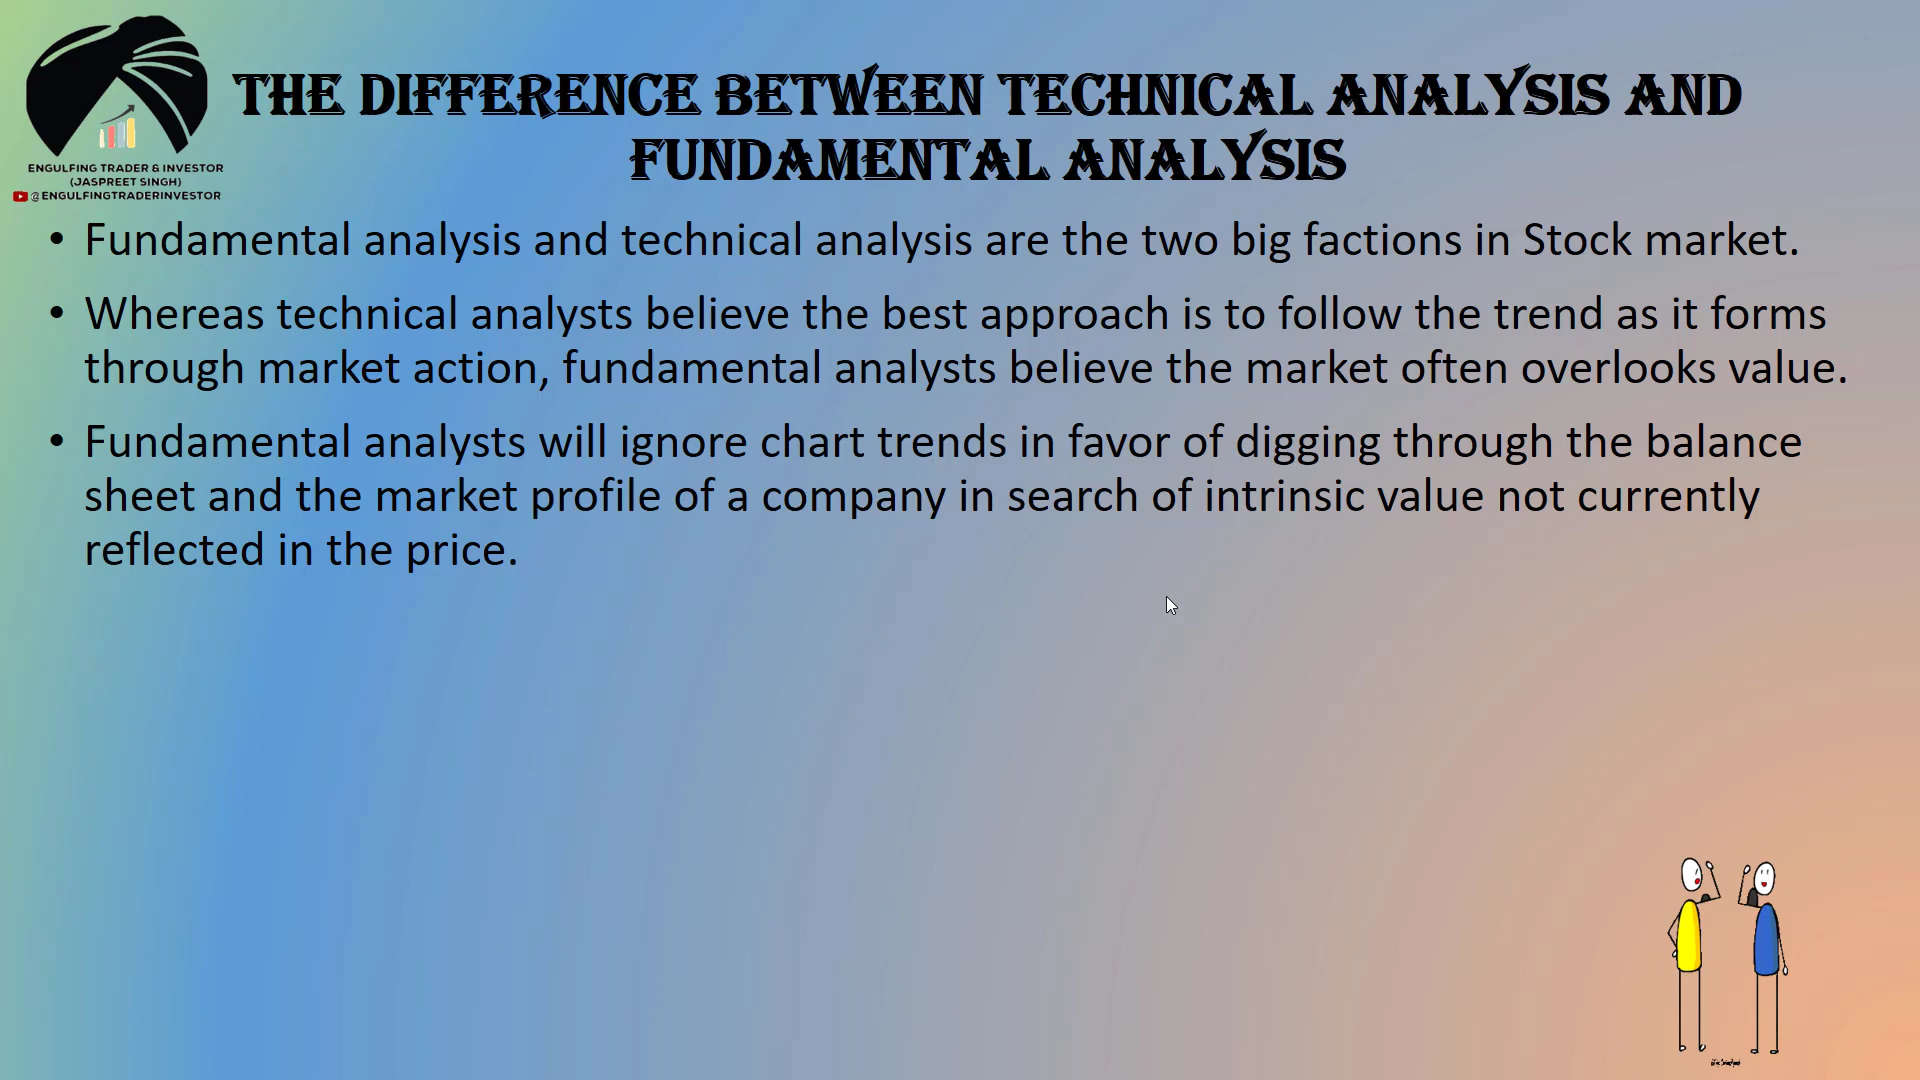 THE DIFFERENCE BETWEEN TECHNICAL ANALYSIS AND
FUNDAMENTAL ANALYSIS
ENGULFING TRADER & INVESTOR
(JASPREET SINGH)
@ENGULFINGTRADERINVESTOR
• Fundamental analysis and technical analysis are the two big factions in Stock market.
• Whereas technical analysts believe the best approach is to follow the trend as it forms
through market action, fundamental analysts believe the market often overlooks value.
• Fundamental analysts will ignore chart trends in favor of digging through the balance
sheet and the market profile of a company in search of intrinsic value not currently
reflected in the price.